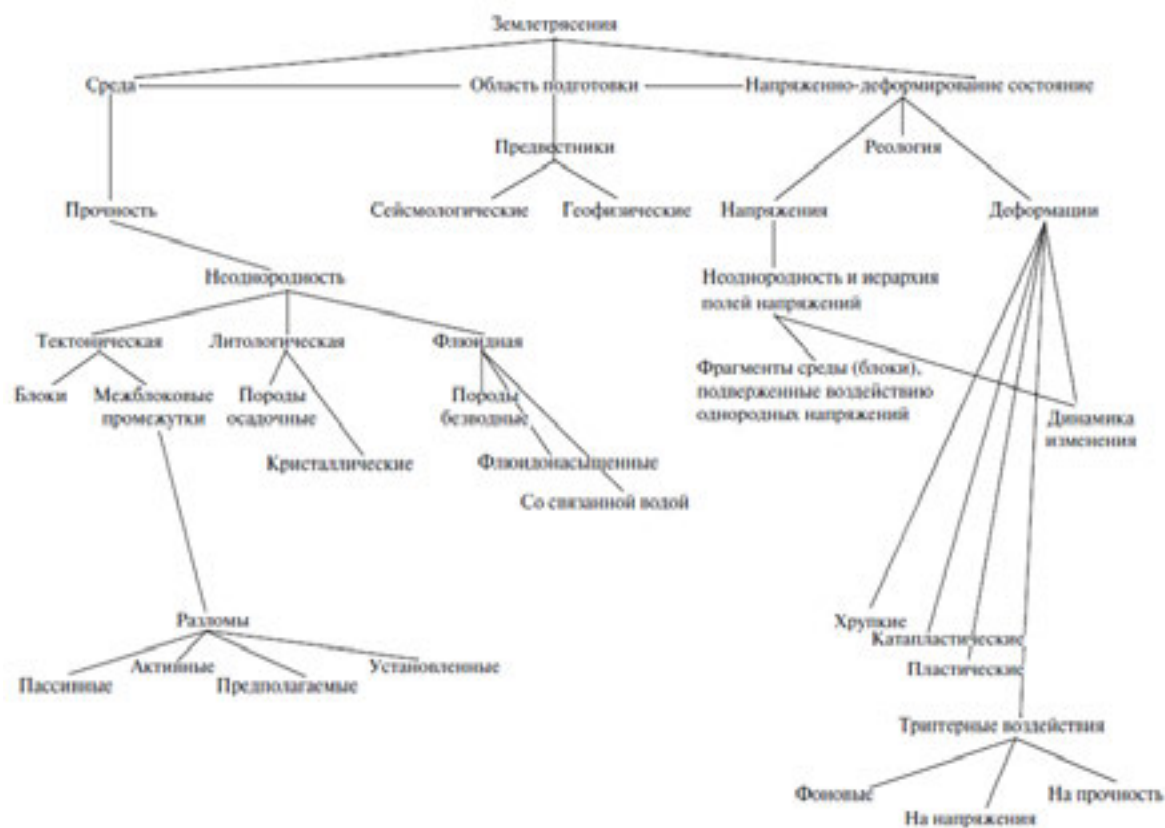 Землетрясения
Среда
Область подготовки
Напряженно-деформирование состояние
Предвестники
Реология
Прочность
Сейсмологические
Геофизические
Напряжения
Деформации
Неоднородность
Неоднородность и иерархия
полей напряжений
Тектоническая
Литологическая
Флюидная
Фрагменты среды (блоки),
подверженные воздействию
однородных напряжений
Блоки
Межблоковые
промежутки
Породы
осадочные
Породы
безводные
Динамика
изменения
Кристаллические
Флюидонасыщенные
Со связанной водой
Разломы
Хрупкие
Катапластические
Пассивные
Активные
Предполагаемые
Установленные
Пластические
Триггерные воздействия
Фоновые
На напряжения
На прочность